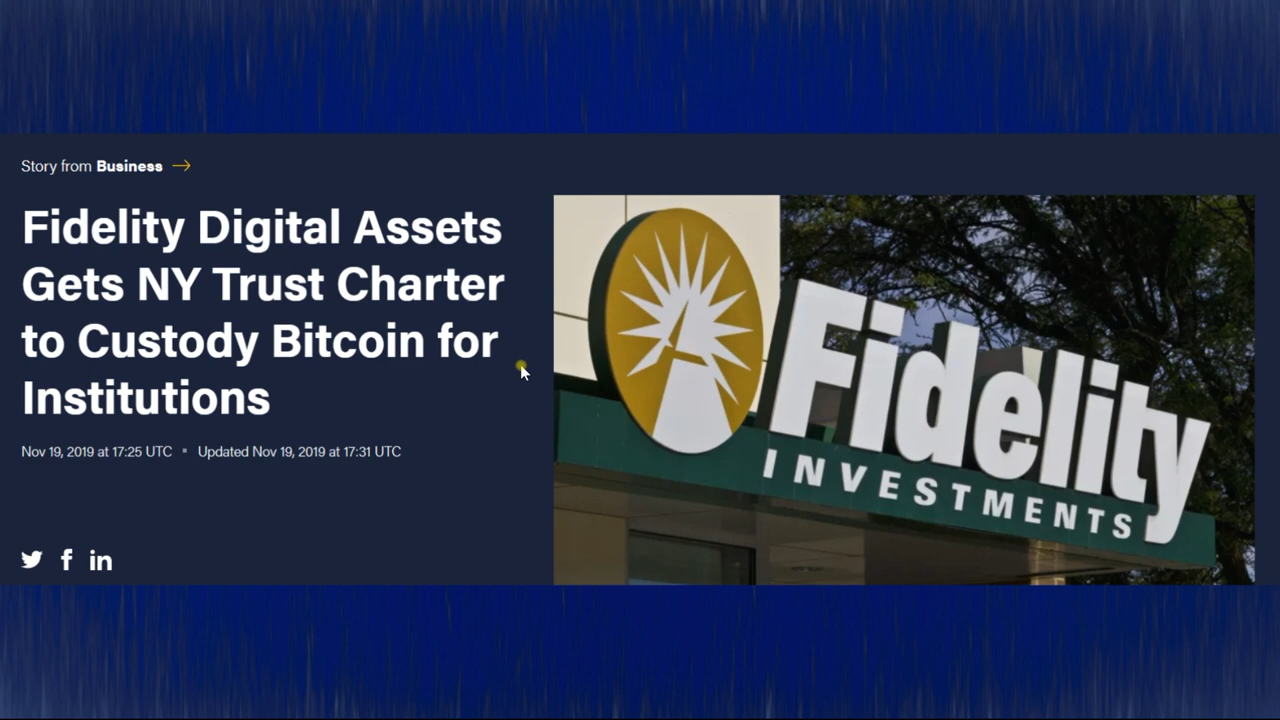 Story from Business →
Fidelity Digital Assets
Gets NY Trust Charter
to Custody Bitcoin for
Institutions
Nov 19, 2019 at 17:25 UTC ▪ Updated Nov 19, 2019 at 17:31 UTC
Fidelity
INVESTMENTS